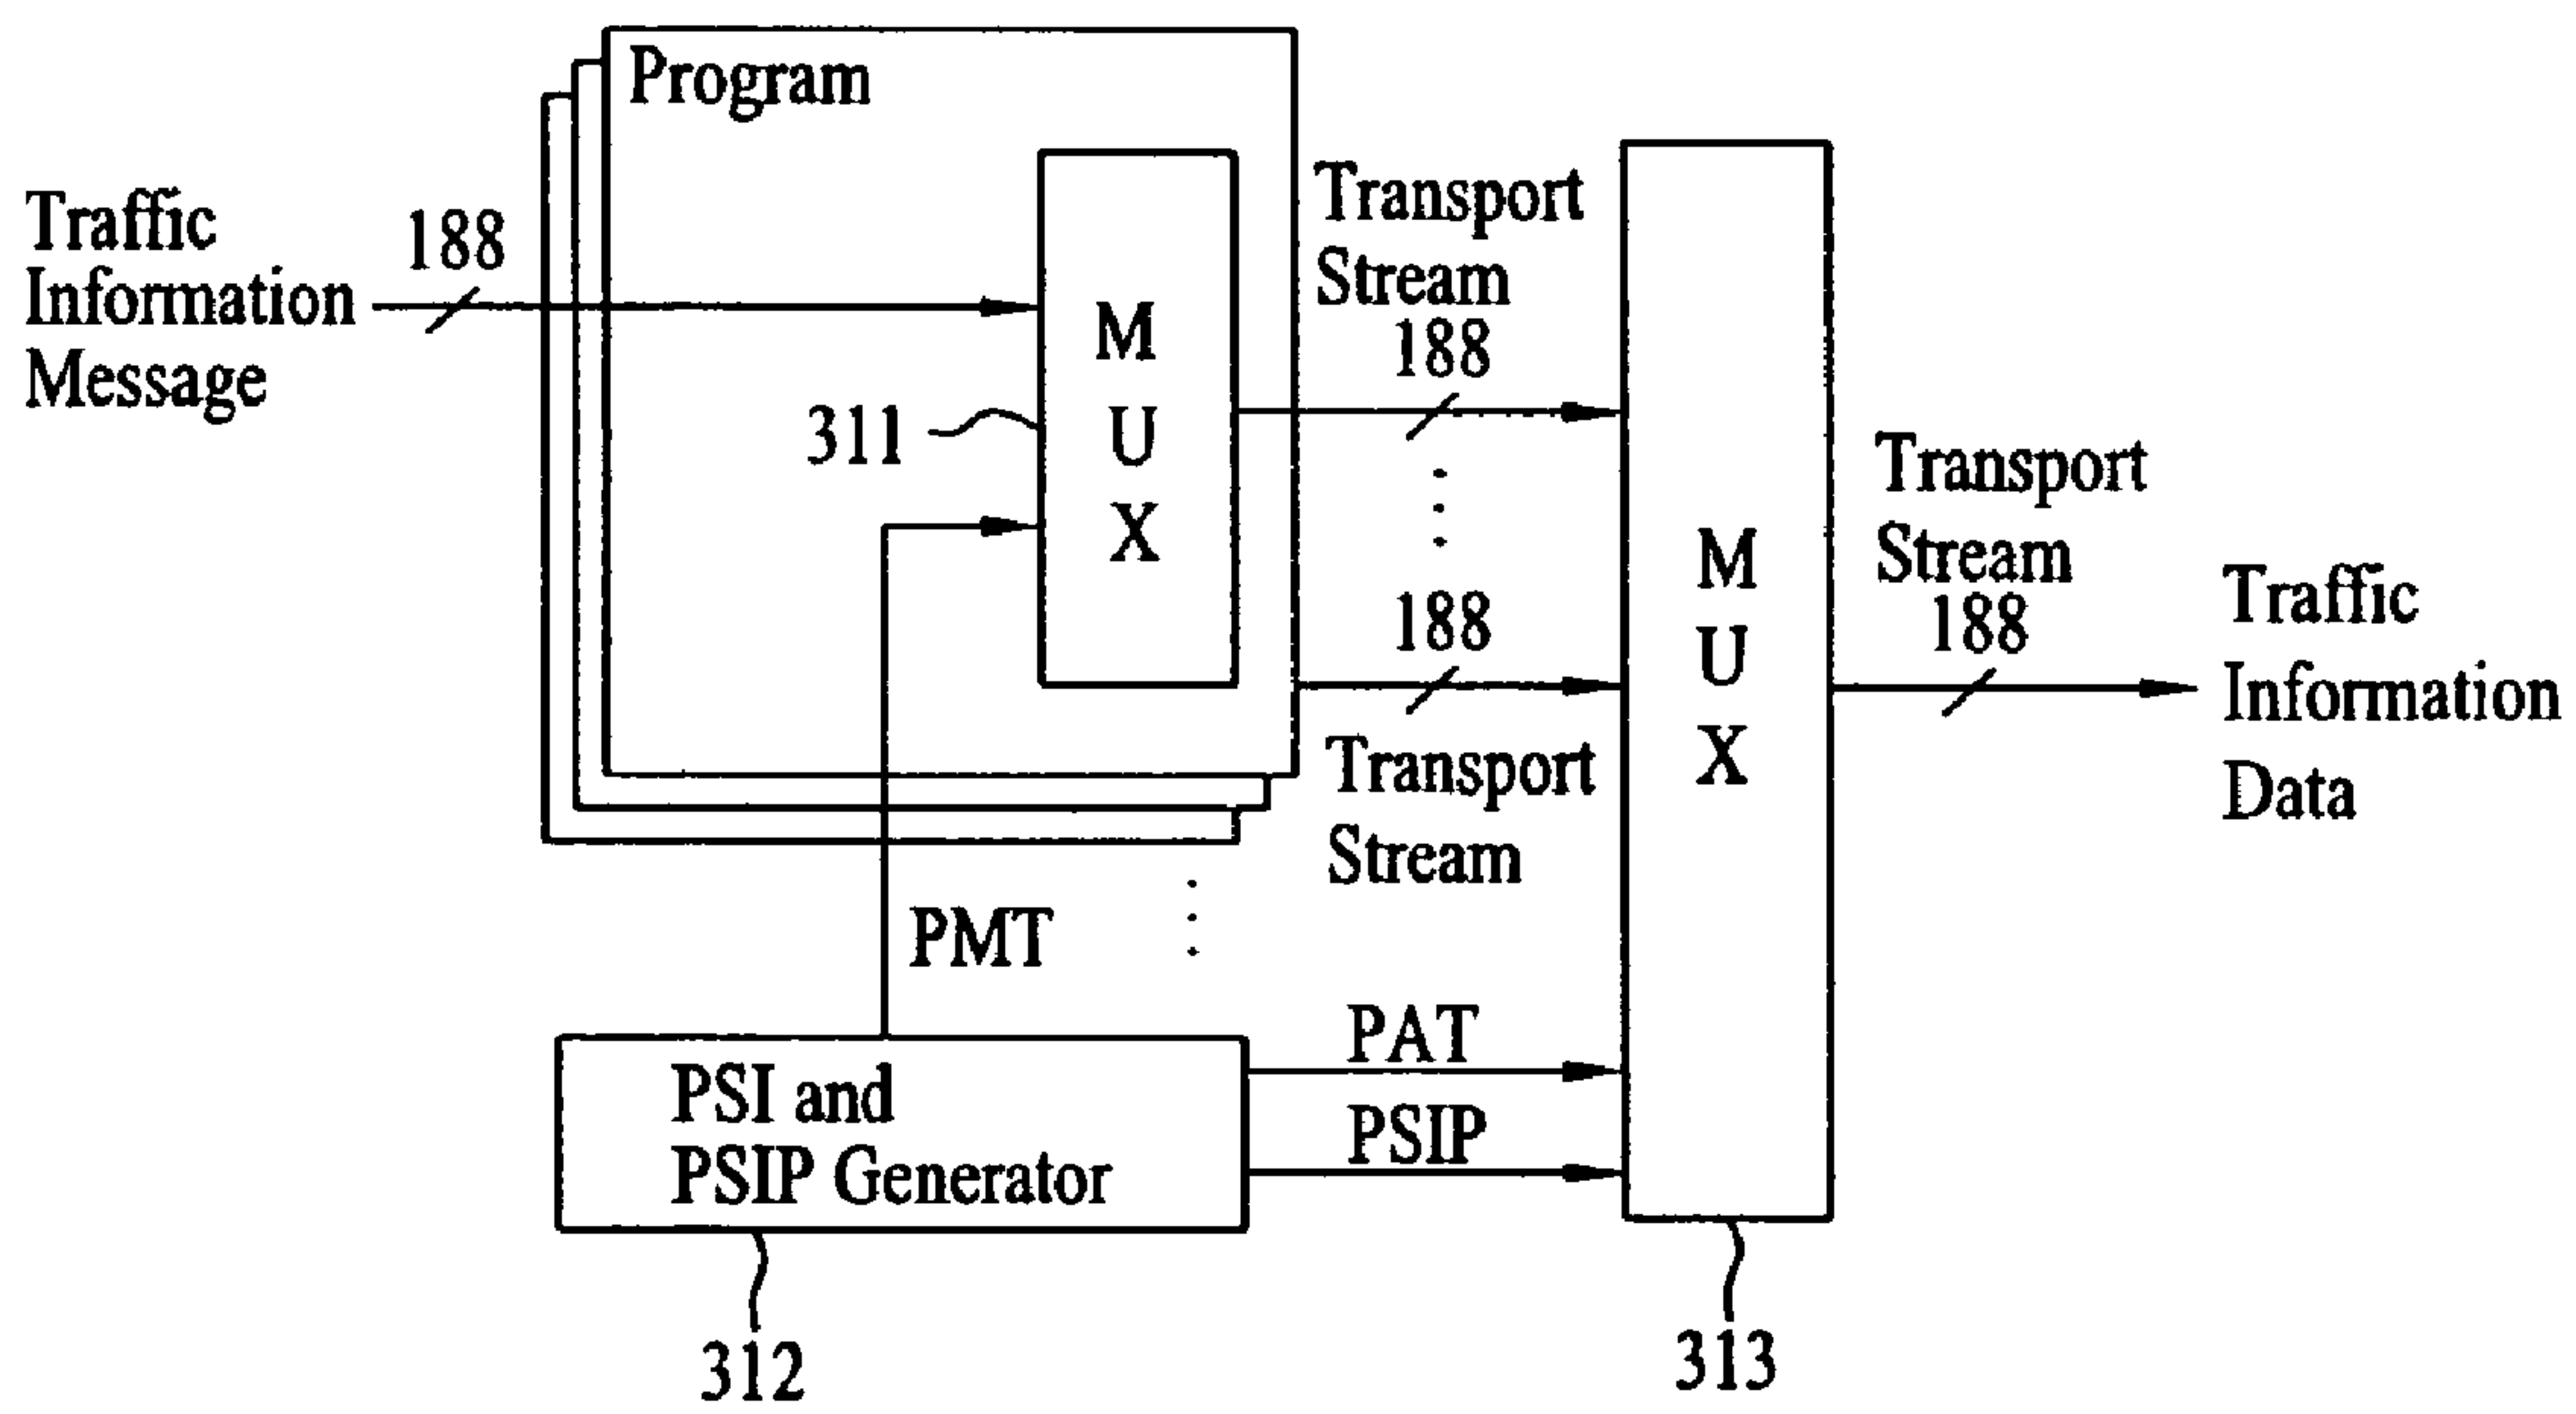 Program
Traffic
Information
Message
188
311
M
U
X
Transport
Stream
188
188
Transport
Stream
M
U
X
Transport
Stream
188
Traffic
Information
Data
PMT
PSI and
PSIP Generator
PAT
PSIP
312
313